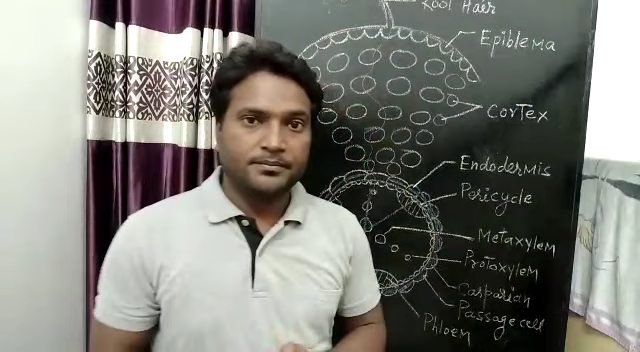 Root Hair
Epiblema
Cortex
Endodermis
Pericycle
Metaxylem
Protoxylem
Casparian
Passage cell
Phloem